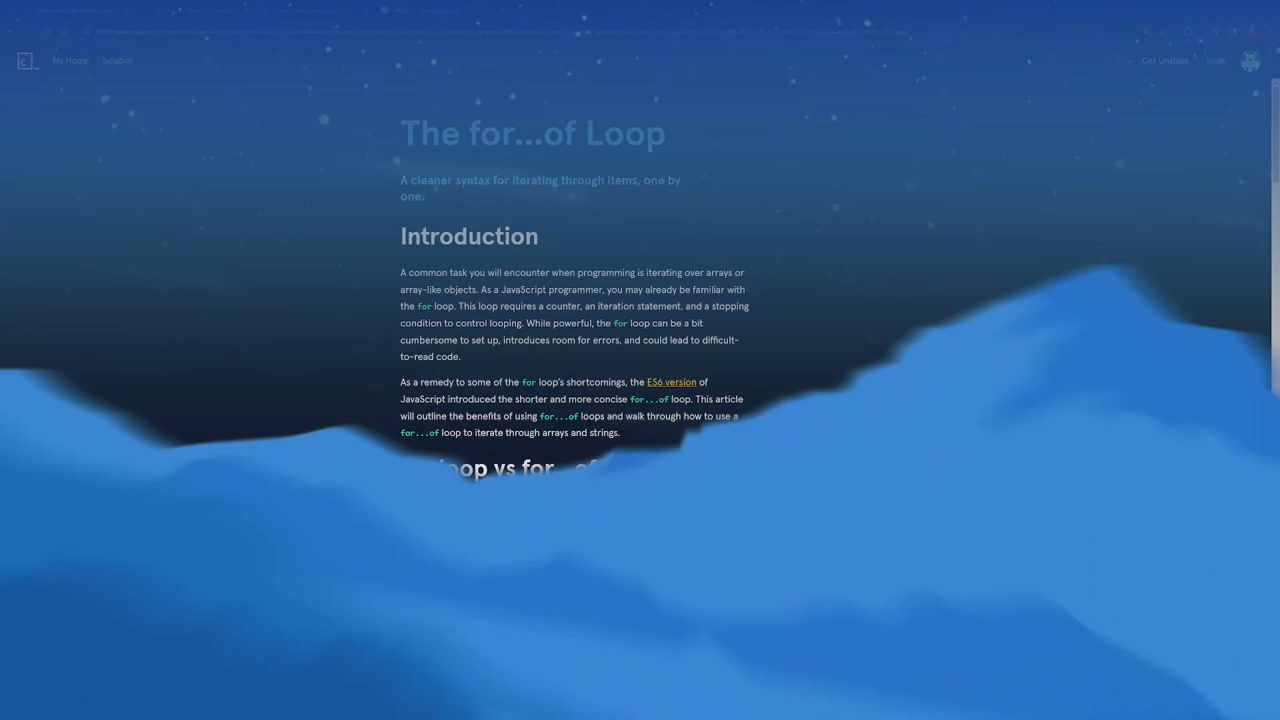 My Home
Syllabus
Get Unstuck
Tools
The for...of Loop
A cleaner syntax for iterating through items, one by
one.
Introduction
A common task you will encounter when programming is iterating over arrays or
array-like objects. As a JavaScript programmer, you may already be familiar with
the for loop. This loop requires a counter, an iteration statement, and a stopping
condition to control looping. While powerful, the for loop can be a bit
cumbersome to set up, introduces room for errors, and could lead to difficult-
to-read code.
As a remedy to some of the for loop's shortcomings, the ES6 version of
JavaScript introduced the shorter and more concise for...of loop. This article
will outline the benefits of using for...of loops and walk through how to use a
for...of loop to iterate through arrays and strings.
loop vs for...of